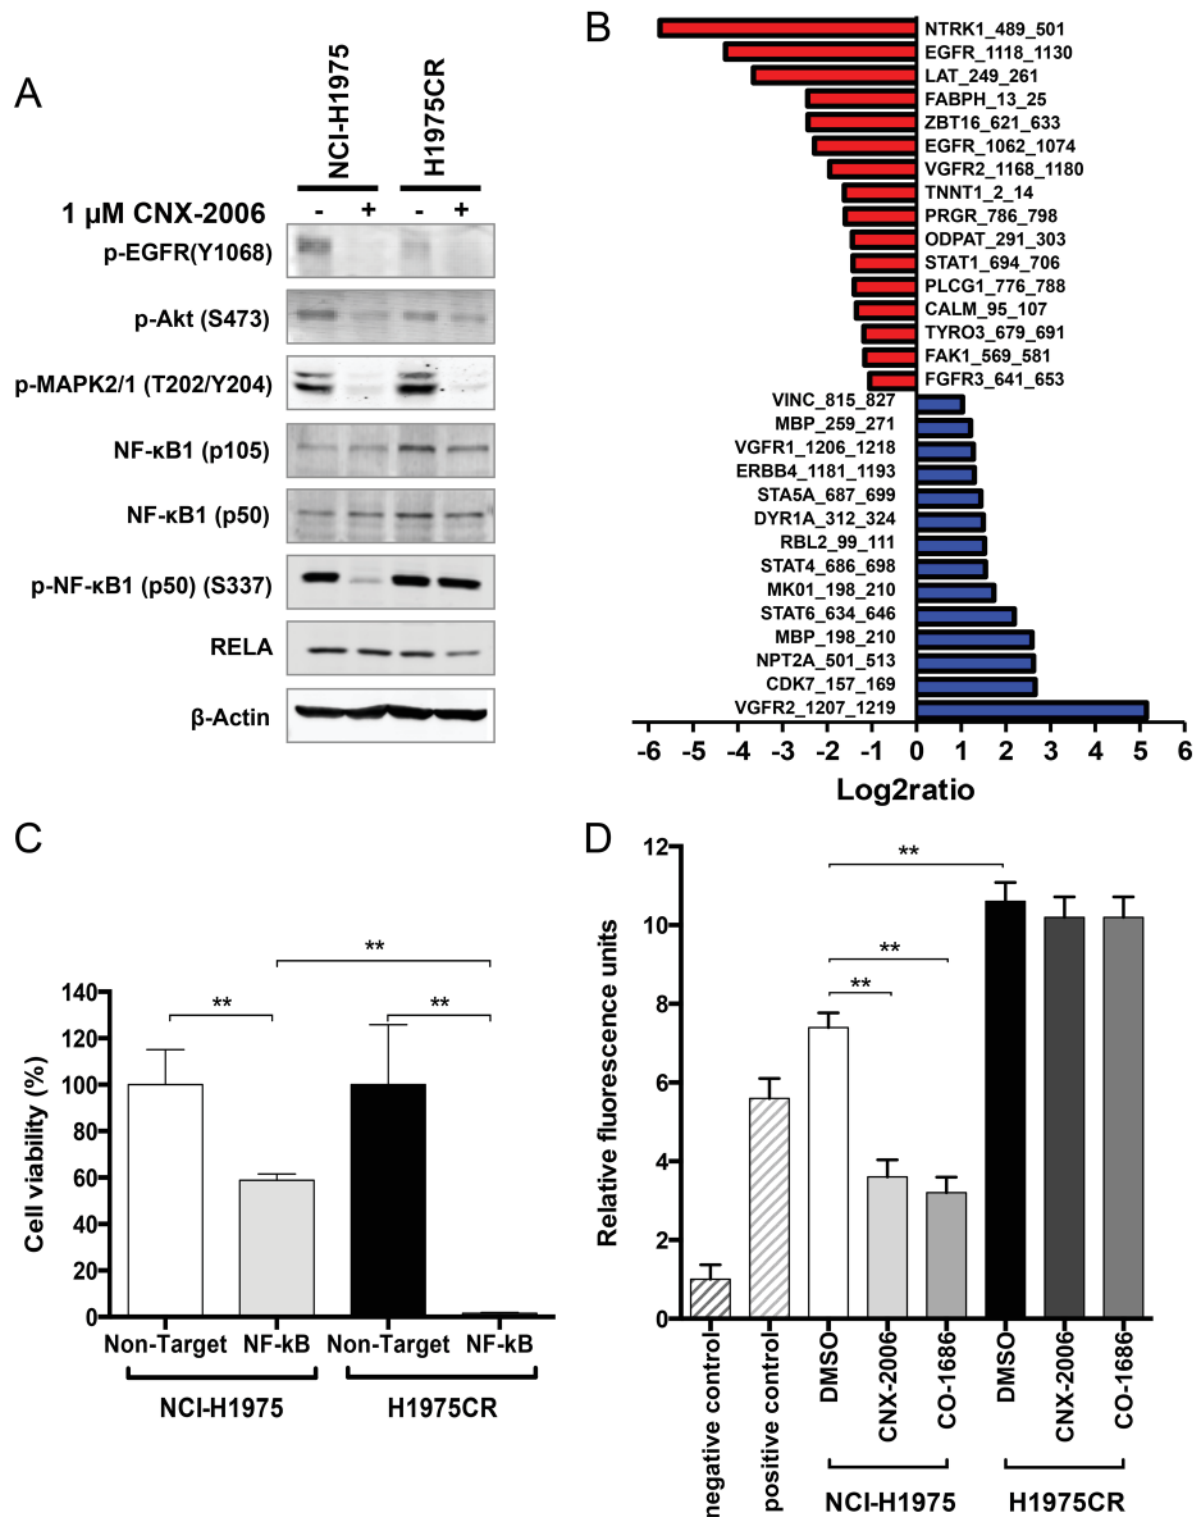 A
NCI-H1975
H1975CR
1 µM CNX-2006
- + - +
p-EGFR(Y1068)
p-Akt (S473)
p-MAPK2/1 (T202/Y204)
NF-κB1 (p105)
NF-κB1 (p50)
p-NF-κB1 (p50) (S337)
RELA
β-Actin
B
NTRK1_489_501
EGFR_1118_1130
LAT_249_261
FABPH_13_25
ZBT16_621_633
EGFR_1062_1074
VGFR2_1168_1180
TNNT1_2_14
PRGR_786_798
ODPAT_291_303
STAT1_694_706
PLCG1_776_788
CALM_95_107
TYRO3_679_691
FAK1_569_581
FGFR3_641_653
VINC_815_827
MBP_259_271
VGFR1_1206_1218
ERBB4_1181_1193
STA5A_687_699
DYR1A_312_324
RBL2_99_111
STAT4_686_698
MK01_198_210
STAT6_634_646
MBP_198_210
NPT2A_501_513
CDK7_157_169
VGFR2_1207_1219
-6 -5 -4 -3 -2 -1 0 1 2 3 4 5 6
Log2ratio
C
Cell viability (%)
140
120
100
80
60
40
20
0
**
**
**
Non-Target NF-kB Non-Target NF-kB
NCI-H1975 H1975CR
D
Relative fluorescence units
12
10
8
6
4
2
0
**
**
**
negative control
positive control
DMSO
CNX-2006
CO-1686
DMSO
CNX-2006
CO-1686
NCI-H1975 H1975CR